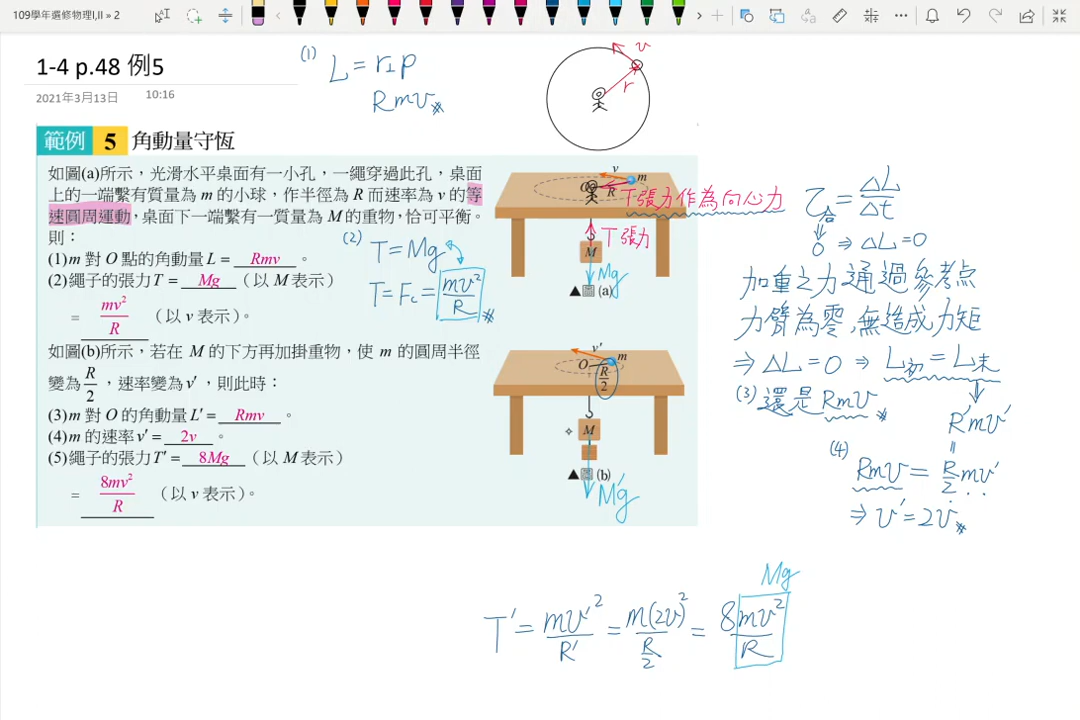 109學年選修物理I,II » 2
1-4 p.48 例5
2021年3月13日 10:16
(1) L = r⊥p
Rmv※
v
r
範例 5 角動量守恆
如圖(a)所示，光滑水平桌面有一小孔，一繩穿過此孔，桌面
上的一端繫有質量為 m 的小球，作半徑為 R 而速率為 v 的等
速圓周運動，桌面下一端繫有一質量為 M 的重物，恰可平衡。
則：
(1) m 對 O 點的角動量 L = Rmv 。
(2) 繩子的張力 T = Mg （以 M 表示）
= mv²/R （以 v 表示）。
如圖(b)所示，若在 M 的下方再加掛重物，使 m 的圓周半徑
變為 R/2，速率變為 v′，則此時：
(3) m 對 O 的角動量 L′ = Rmv 。
(4) m 的速率 v′ = 2v 。
(5) 繩子的張力 T′ = 8Mg （以 M 表示）
= 8mv²/R （以 v 表示）。
(2) T = Mg
T = Fc = mv²/R ※
v
m
O
R
T張力作為向心力
T張力
M
Mg
▲圖(a)
v′
m
O
R/2
M
▲圖(b)
M′g
τ合 = ΔL/Δt
0 ⇒ ΔL = 0
加重之力通過參考点
力臂為零，無造成力矩
⇒ ΔL = 0 ⇒ L初 = L末
(3) 還是 Rmv ※
R′mv′
(4) Rmv = R/2 mv′
⇒ v′ = 2v ※
Mg
T′ = mv′²/R′ = m(2v)²/(R/2) = 8 mv²/R